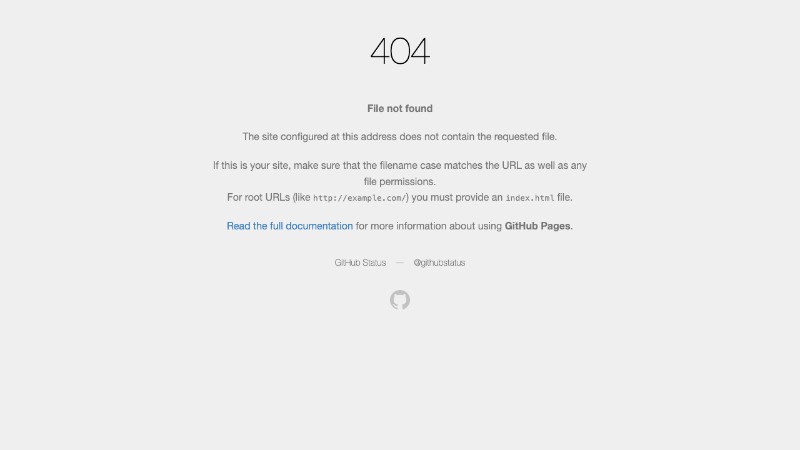 404
File not found
The site configured at this address does not contain the requested file.
If this is your site, make sure that the filename case matches the URL as well as any
file permissions.
For root URLs (like http://example.com/) you must provide an index.html file.
Read the full documentation for more information about using GitHub Pages.
GitHub Status — @githubstatus